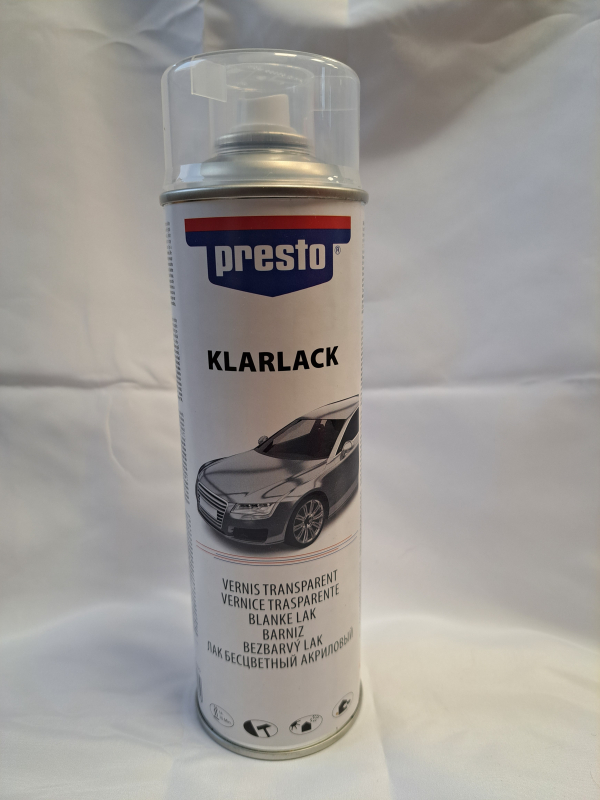 presto®
KLARLACK
VERNIS TRANSPARENT
VERNICE TRASPARENTE
BLANKE LAK
BARNIZ
BEZBARVÝ LAK
ЛАК БЕСЦВЕТНЫЙ АКРИЛОВЫЙ